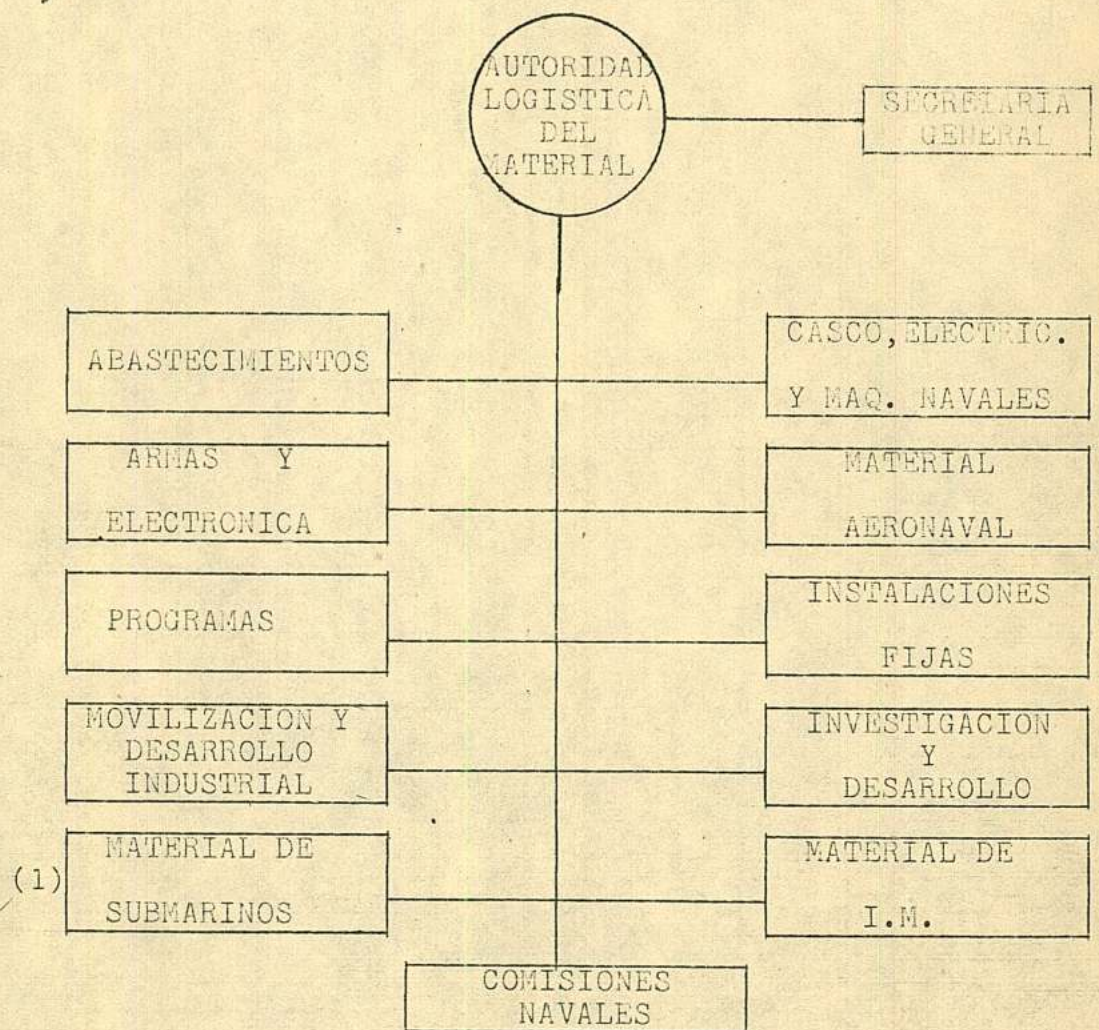 AUTORIDAD
LOGISTICA
DEL
MATERIAL
SECRETARIA
GENERAL
ABASTECIMIENTOS
CASCO, ELECTRIC.
Y MAQ. NAVALES
ARMAS Y
ELECTRONICA
MATERIAL
AERONAVAL
PROGRAMAS
INSTALACIONES
FIJAS
MOVILIZACION Y
DESARROLLO
INDUSTRIAL
INVESTIGACION
Y
DESARROLLO
(1)
MATERIAL DE
SUBMARINOS
MATERIAL DE
I.M.
COMISIONES
NAVALES